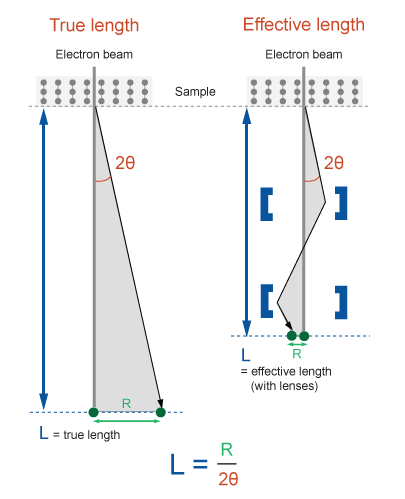 True length
Effective length
Electron beam
Electron beam
Sample
2θ
2θ
R
L = true length
R
L
= effective length
(with lenses)
L = R
2θ